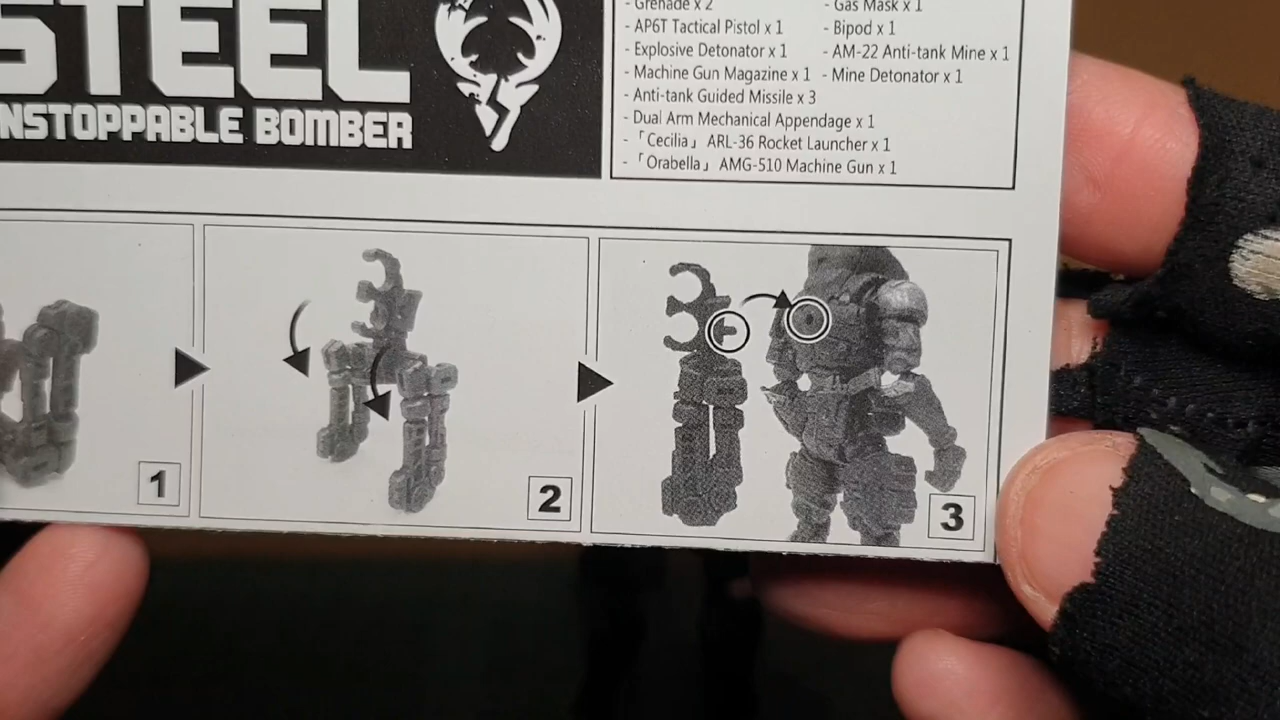 STEEL
NSTOPPABLE BOMBER
- Grenade x 2
- Gas Mask x 1
- AP6T Tactical Pistol x 1
- Bipod x 1
- Explosive Detonator x 1
- AM-22 Anti-tank Mine x 1
- Machine Gun Magazine x 1
- Mine Detonator x 1
- Anti-tank Guided Missile x 3
- Dual Arm Mechanical Appendage x 1
- 「Cecilia」 ARL-36 Rocket Launcher x 1
- 「Orabella」 AMG-510 Machine Gun x 1
1
2
3